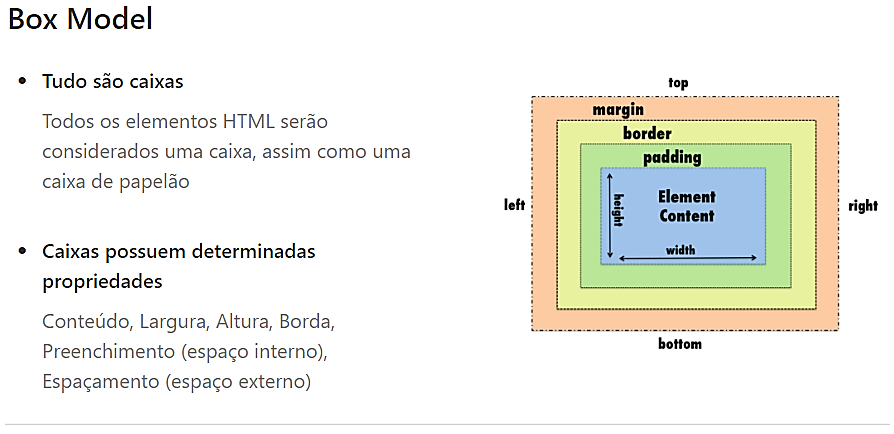 Box Model
Tudo são caixas
Todos os elementos HTML serão
considerados uma caixa, assim como uma
caixa de papelão
Caixas possuem determinadas
propriedades
Conteúdo, Largura, Altura, Borda,
Preenchimento (espaço interno),
Espaçamento (espaço externo)
top
margin
border
padding
left
height
Element
Content
right
width
bottom